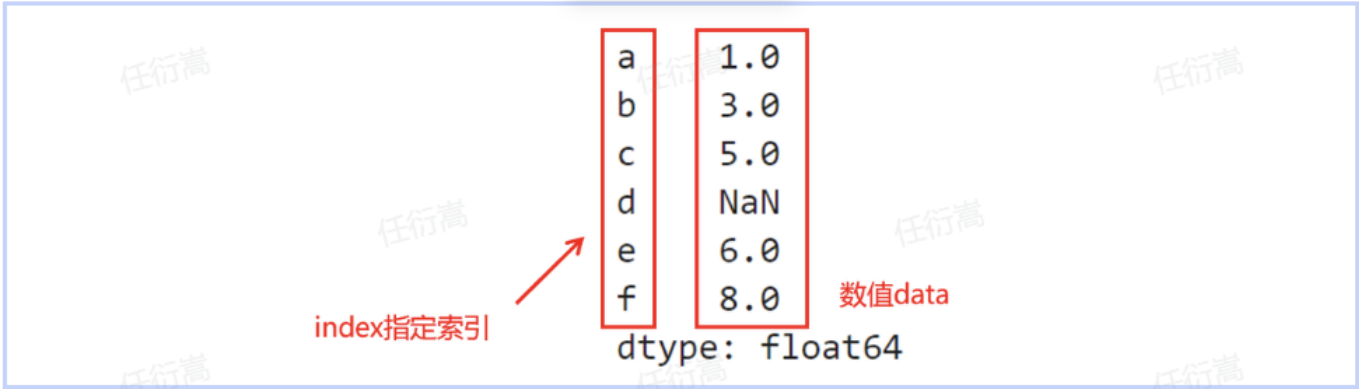 a 1.0
b 3.0
c 5.0
d NaN
e 6.0
f 8.0
dtype: float64
index指定索引
数值data
任衍嵩
任衍嵩
任衍嵩
任衍嵩
任衍嵩
任衍嵩
任衍嵩
任衍嵩